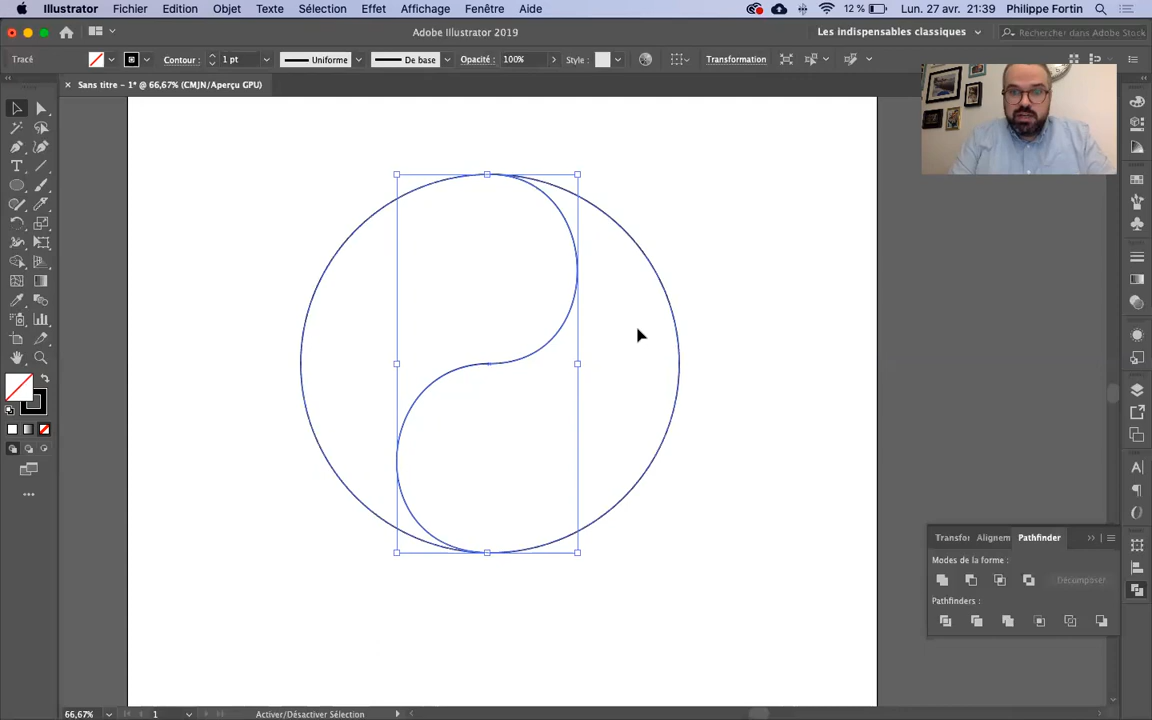 Illustrator Fichier Edition Objet Texte Sélection Effet Affichage Fenêtre Aide 12 % Lun. 27 avr. 21:39 Philippe Fortin
Adobe Illustrator 2019 Les indispensables classiques Rechercher dans Adobe Stock
Tracé Contour : 1 pt Uniforme De base Opacité : 100% Style : Transformation
× Sans titre – 1* @ 66,67% (CMJN/Aperçu GPU)
Transfor Alignem Pathfinder
Modes de la forme :
Décomposer
Pathfinders :
66,67% 1 Activer/Désactiver Sélection